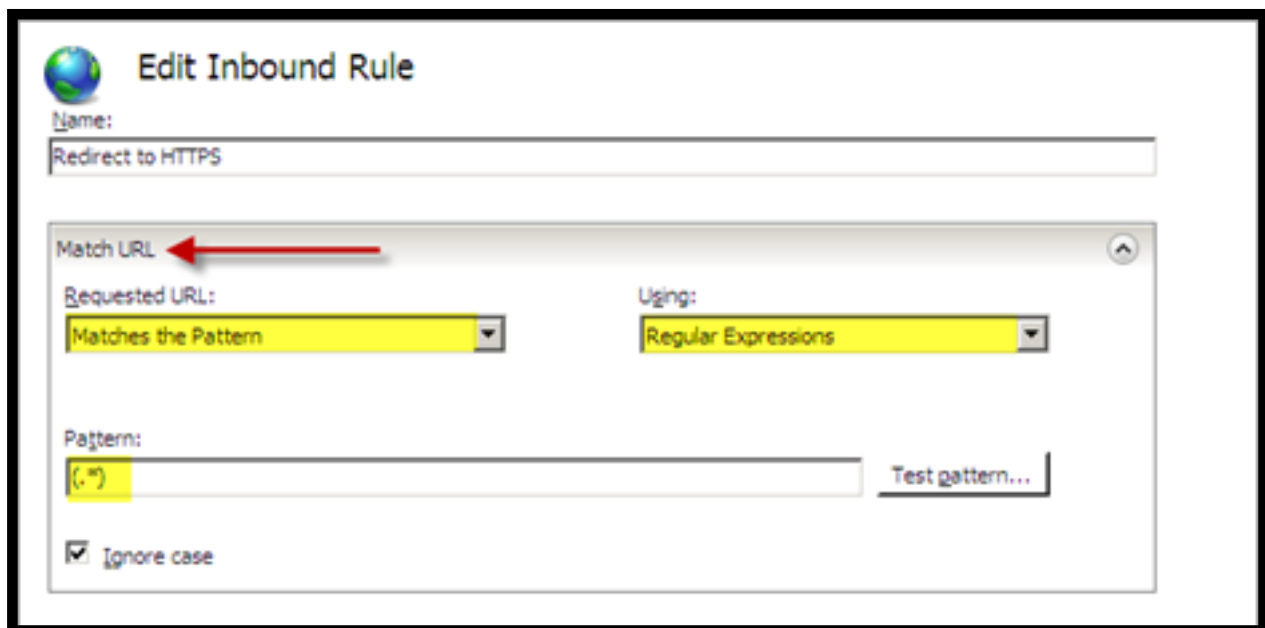 Edit Inbound Rule
Name:
Redirect to HTTPS
Match URL
Requested URL: Using:
Matches the Pattern Regular Expressions
Pattern:
(.*) Test pattern...
Ignore case